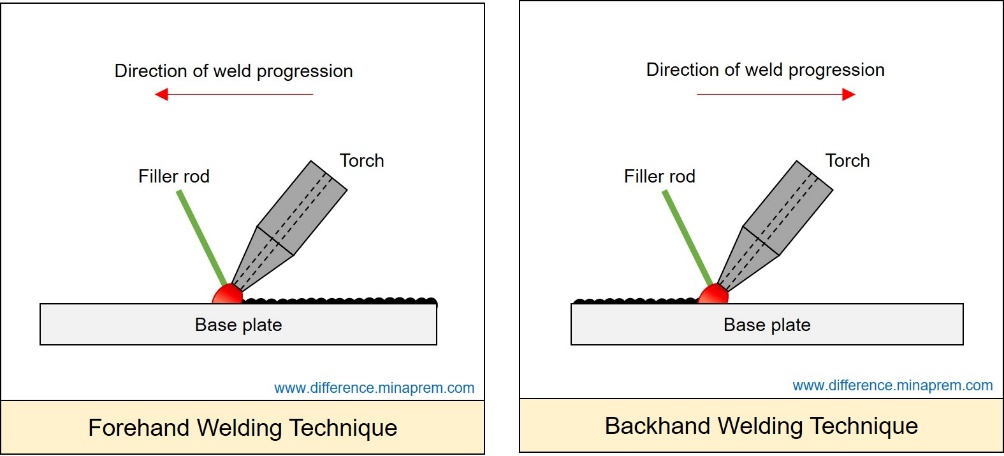 Direction of weld progression
Filler rod
Torch
Base plate
www.difference.minaprem.com
Forehand Welding Technique
Direction of weld progression
Filler rod
Torch
Base plate
www.difference.minaprem.com
Backhand Welding Technique